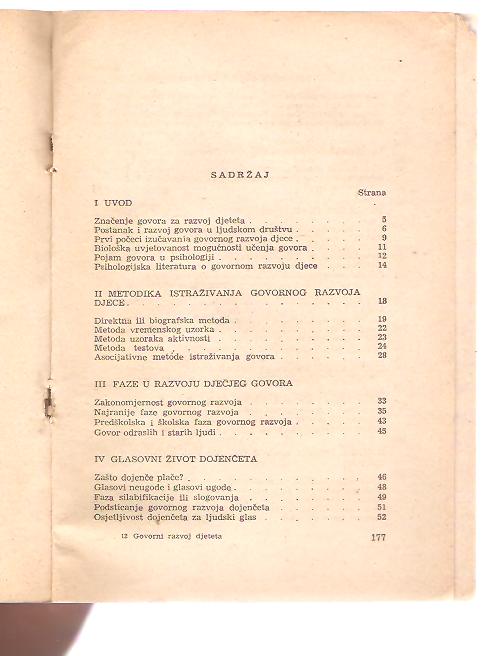 SADRŽAJ
Strana
I UVOD
Značenje govora za razvoj djeteta . . . . . . . . 5
Postanak i razvoj govora u ljudskom društvu . . . . . 6
Prvi počeci izučavanja govornog razvoja djece . . . . . 9
Biološka uvjetovanost mogućnosti učenja govora . . . . 11
Pojam govora u psihologiji . . . . . . . . . 12
Psihologijska literatura o govornom razvoju djece . . . 14
II METODIKA ISTRAŽIVANJA GOVORNOG RAZVOJA
DJECE . . . . . . . . . . . . . 18
Direktna ili biografska metoda . . . . . . . . 19
Metoda vremenskog uzorka . . . . . . . . . 22
Metoda uzoraka aktivnosti . . . . . . . . . 23
Metoda testova . . . . . . . . . . . 24
Asocijativne metode istraživanja govora . . . . . . 28
III FAZE U RAZVOJU DJEČJEG GOVORA
Zakonomjernost govornog razvoja . . . . . . . 33
Najranije faze govornog razvoja . . . . . . . 35
Predškolska i školska faza govornog razvoja . . . . . 43
Govor odraslih i starih ljudi . . . . . . . . . 45
IV GLASOVNI ŽIVOT DOJENČETA
Zašto dojenče plače? . . . . . . . . . . 46
Glasovi neugode i glasovi ugode . . . . . . . . 48
Faza silabifikacije ili slogovanja . . . . . . . 49
Podsticanje govornog razvoja dojenčeta . . . . . . 51
Osjetljivost dojenčeta za ljudski glas . . . . . . . 52
12 Govorni razvoj djeteta 177